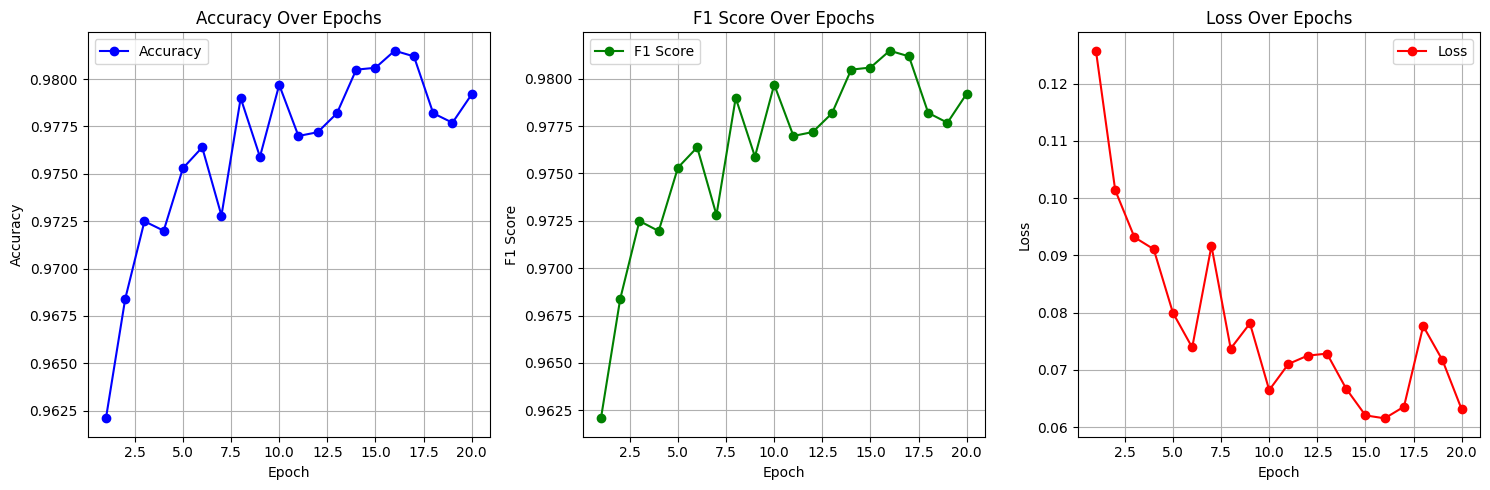 Accuracy Over Epochs
Accuracy
0.9800
0.9775
0.9750
0.9725
0.9700
0.9675
0.9650
0.9625
Accuracy
2.5 5.0 7.5 10.0 12.5 15.0 17.5 20.0
Epoch
F1 Score Over Epochs
F1 Score
0.9800
0.9775
0.9750
0.9725
0.9700
0.9675
0.9650
0.9625
F1 Score
2.5 5.0 7.5 10.0 12.5 15.0 17.5 20.0
Epoch
Loss Over Epochs
Loss
0.12
0.11
0.10
0.09
0.08
0.07
0.06
Loss
2.5 5.0 7.5 10.0 12.5 15.0 17.5 20.0
Epoch